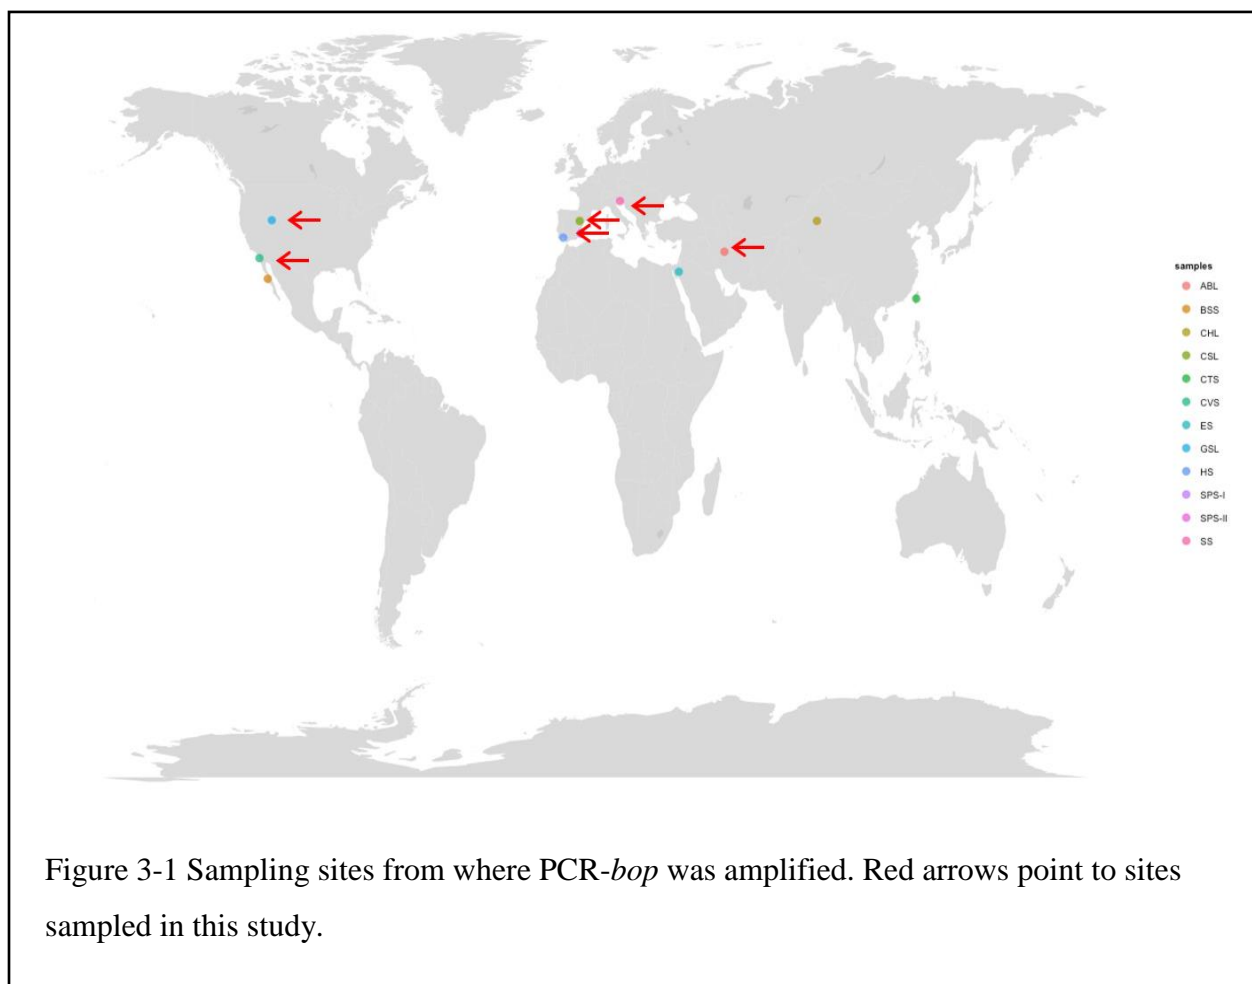 samples
ABL
BSS
CHL
CSL
CTS
CVS
ES
GSL
HS
SPS-I
SPS-II
SS
Figure 3-1 Sampling sites from where PCR-bop was amplified. Red arrows point to sites
sampled in this study.